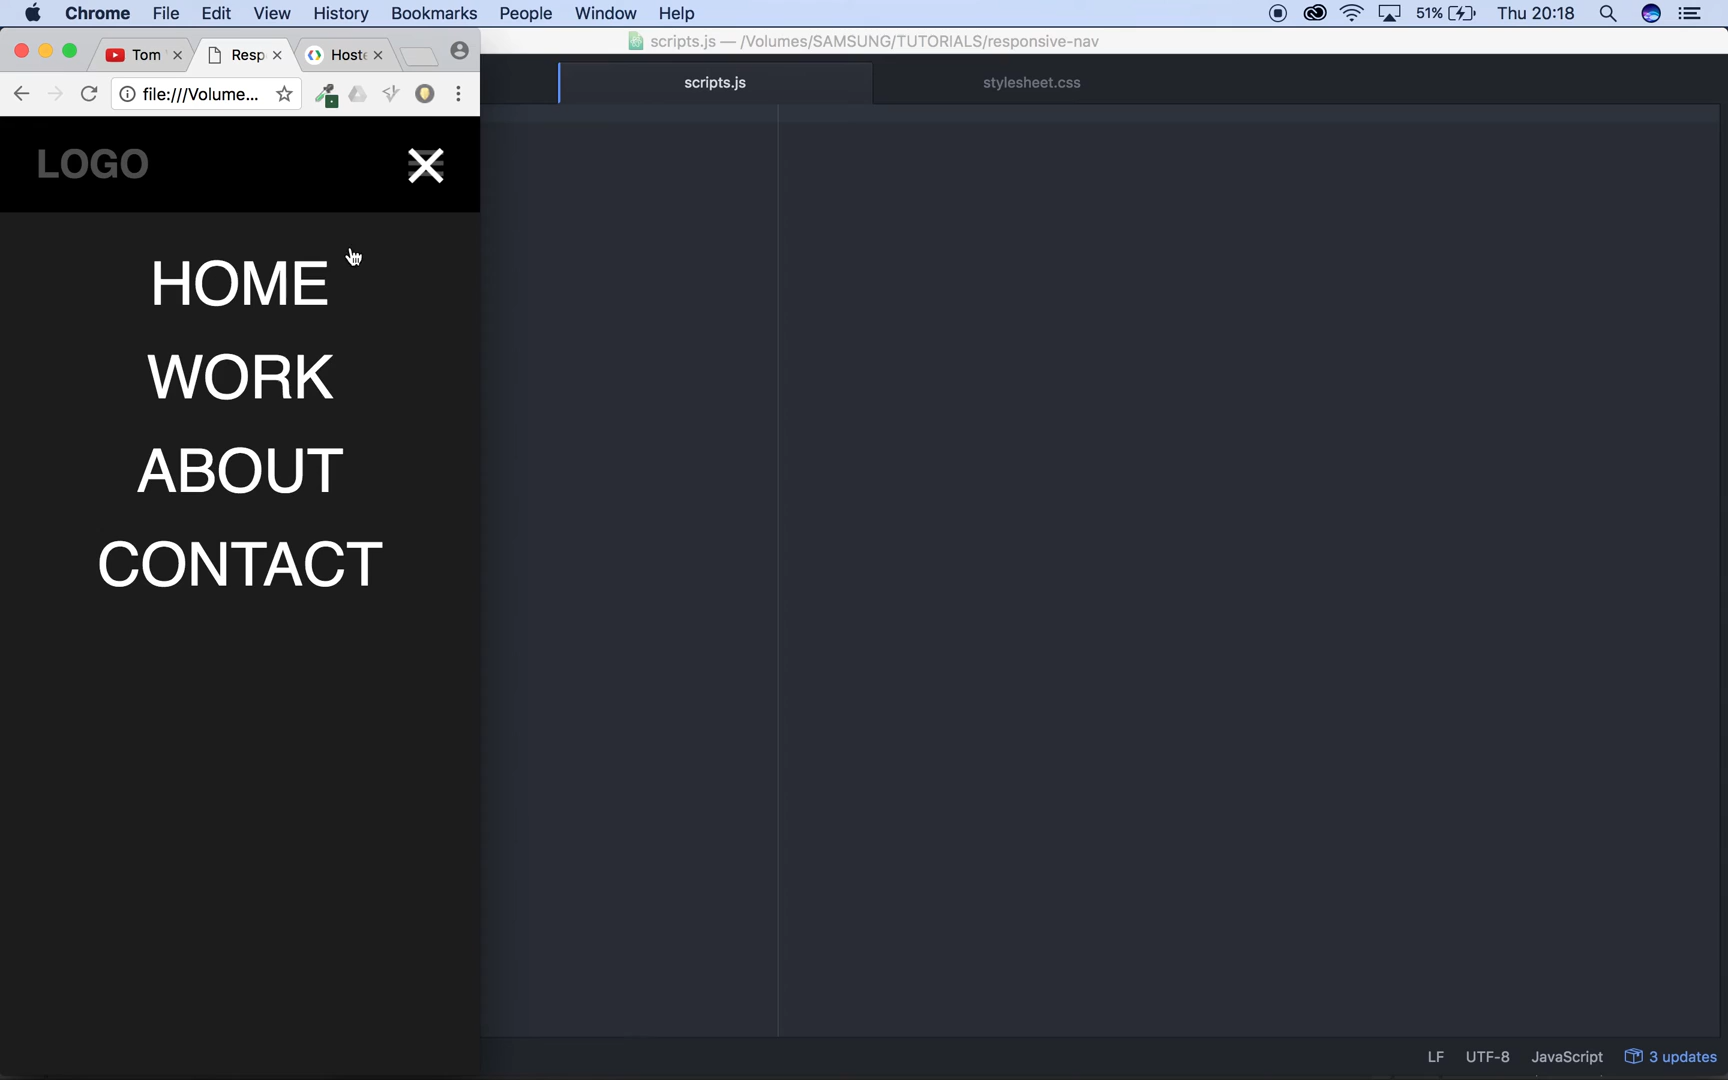 Chrome File Edit View History Bookmarks People Window Help 51% Thu 20:18
scripts.js — /Volumes/SAMSUNG/TUTORIALS/responsive-nav
Tom Resp Hoste
scripts.js stylesheet.css
file:///Volume...
LOGO
HOME
WORK
ABOUT
CONTACT
LF UTF-8 JavaScript 3 updates